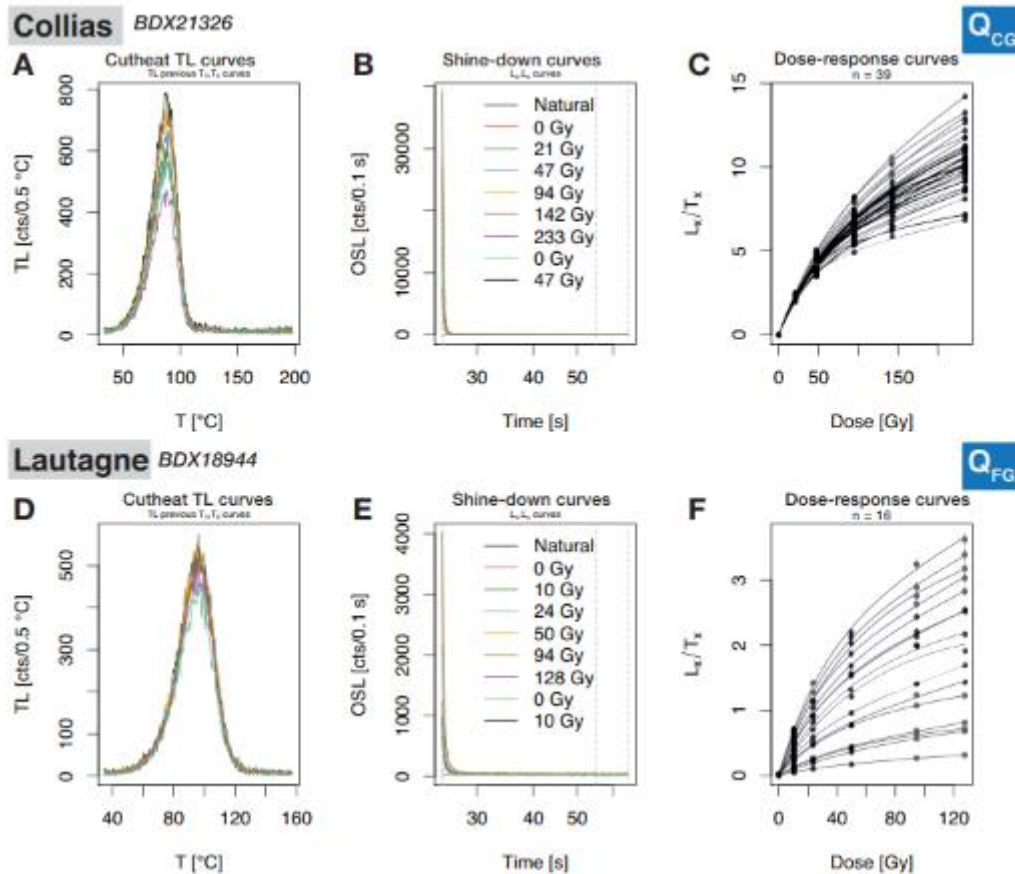 Collias BDX21326 Q_CG
A Cutheat TL curves
TL previous Tₙ,Tₓ curves
TL [cts/0.5 °C]
800
600
400
200
0
50 100 150 200
T [°C]
B Shine-down curves
Lₙ,Lₓ curves
OSL [cts/0.1 s]
30000
10000
0
Natural
0 Gy
21 Gy
47 Gy
94 Gy
142 Gy
233 Gy
0 Gy
47 Gy
30 40 50
Time [s]
C Dose-response curves
n = 39
Lₓ/Tₓ
15
10
5
0
0 50 150
Dose [Gy]
Lautagne BDX18944 Q_FG
D Cutheat TL curves
TL previous Tₙ,Tₓ curves
TL [cts/0.5 °C]
500
300
100
0
40 80 120 160
T [°C]
E Shine-down curves
Lₙ,Lₓ curves
OSL [cts/0.1 s]
4000
3000
2000
1000
0
Natural
0 Gy
10 Gy
24 Gy
50 Gy
94 Gy
128 Gy
0 Gy
10 Gy
30 40 50
Time [s]
F Dose-response curves
n = 16
Lₓ/Tₓ
3
2
1
0
0 40 80 120
Dose [Gy]